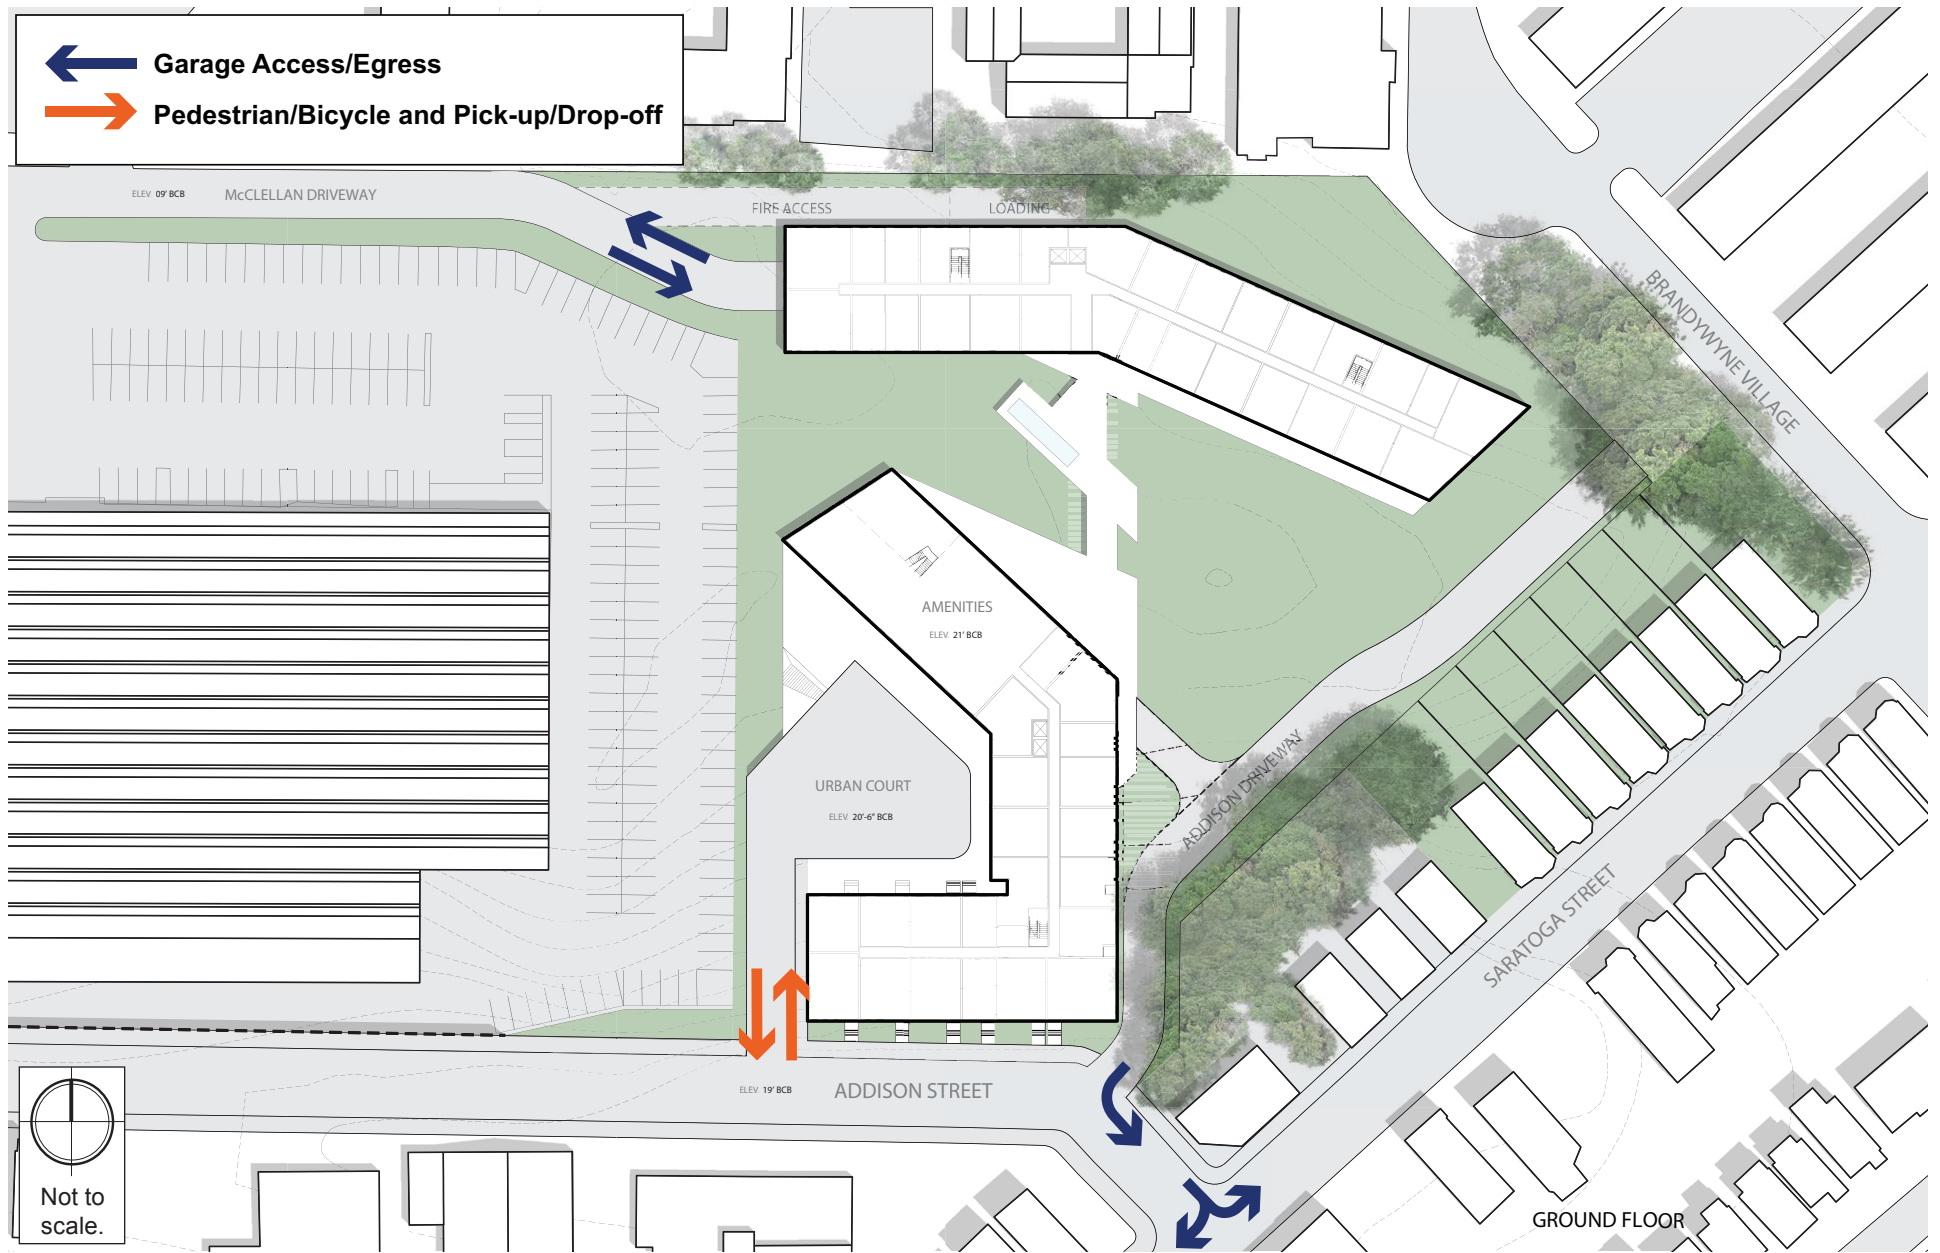 Garage Access/Egress
Pedestrian/Bicycle and Pick-up/Drop-off
ELEV. 09' BCB
McCLELLAN DRIVEWAY
FIRE ACCESS
LOADING
BRANDYWYNE VILLAGE
AMENITIES
ELEV. 21' BCB
URBAN COURT
ELEV. 20'-6" BCB
ADDISON DRIVEWAY
SARATOGA STREET
ELEV. 19' BCB
ADDISON STREET
Not to
scale.
GROUND FLOOR